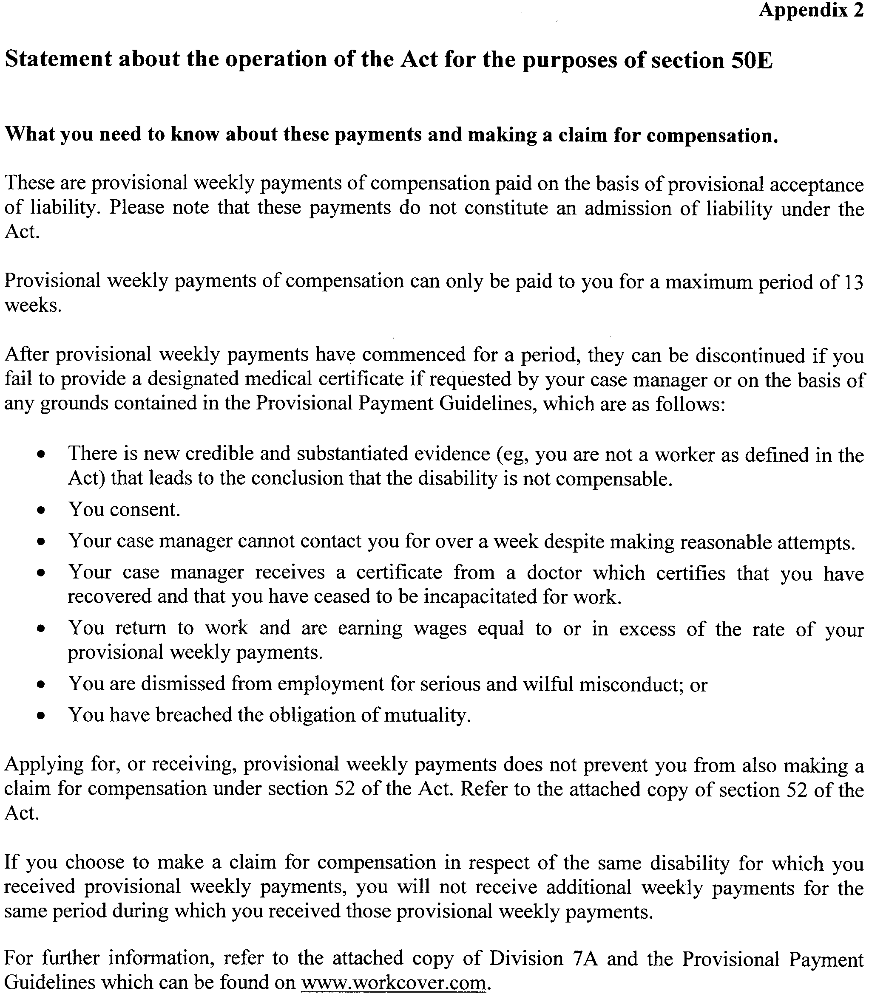 Appendix 2
Statement about the operation of the Act for the purposes of section 50E
What you need to know about these payments and making a claim for compensation.
These are provisional weekly payments of compensation paid on the basis of provisional acceptance
of liability. Please note that these payments do not constitute an admission of liability under the
Act.
Provisional weekly payments of compensation can only be paid to you for a maximum period of 13
weeks.
After provisional weekly payments have commenced for a period, they can be discontinued if you
fail to provide a designated medical certificate if requested by your case manager or on the basis of
any grounds contained in the Provisional Payment Guidelines, which are as follows:
• There is new credible and substantiated evidence (eg, you are not a worker as defined in the
Act) that leads to the conclusion that the disability is not compensable.
• You consent.
• Your case manager cannot contact you for over a week despite making reasonable attempts.
• Your case manager receives a certificate from a doctor which certifies that you have
recovered and that you have ceased to be incapacitated for work.
• You return to work and are earning wages equal to or in excess of the rate of your
provisional weekly payments.
• You are dismissed from employment for serious and wilful misconduct; or
• You have breached the obligation of mutuality.
Applying for, or receiving, provisional weekly payments does not prevent you from also making a
claim for compensation under section 52 of the Act. Refer to the attached copy of section 52 of the
Act.
If you choose to make a claim for compensation in respect of the same disability for which you
received provisional weekly payments, you will not receive additional weekly payments for the
same period during which you received those provisional weekly payments.
For further information, refer to the attached copy of Division 7A and the Provisional Payment
Guidelines which can be found on www.workcover.com.